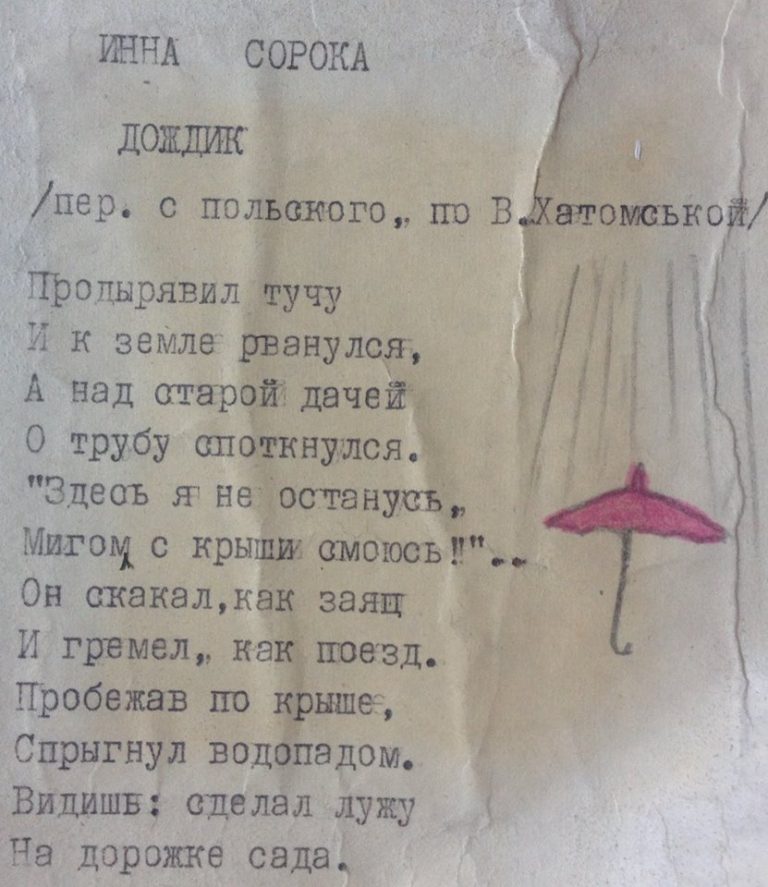 ИННА СОРОКА
ДОЖДИК
/пер. с польского,, по В.Хатомсьской/
Продырявил тучу
И к земле рванулся,
А над старой дачей
О трубу споткнулся.
"Здесь я не останусь,,
Мигом с крыши смоюсь!!"...
Он скакал,как заяц
И гремел,, как поезд.
Пробежав по крыше,
Спрыгнул водопадом.
Видишь: сделал лужу
На дорожке сада.